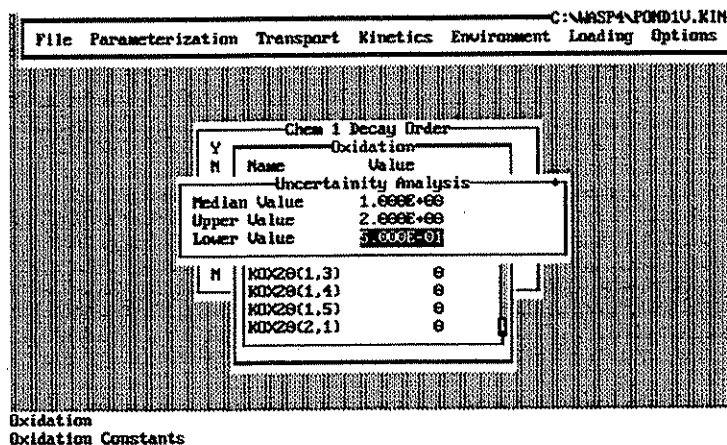 C:\WASP4\POND1V.KIN
File Parameterization Transport Kinetics Environment Loading Options
Chem 1 Decay Order
Y Oxidation
N Name Value
Uncertainity Analysis
Median Value 1.000E+00
Upper Value 2.000E+00
Lower Value 5.000E-01
N KOX20(1,3) 0
KOX20(1,4) 0
KOX20(1,5) 0
KOX20(2,1) 0
Oxidation
Oxidation Constants